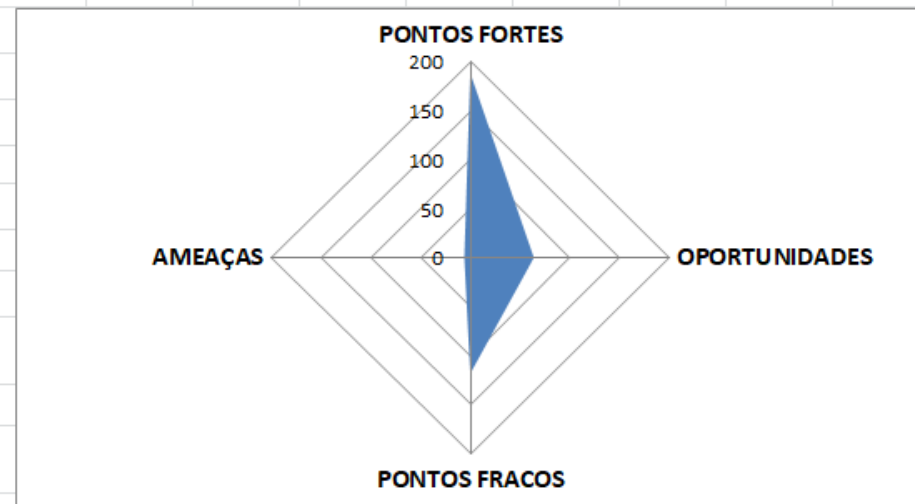 PONTOS FORTES
200
150
100
50
AMEAÇAS
0
OPORTUNIDADES
PONTOS FRACOS